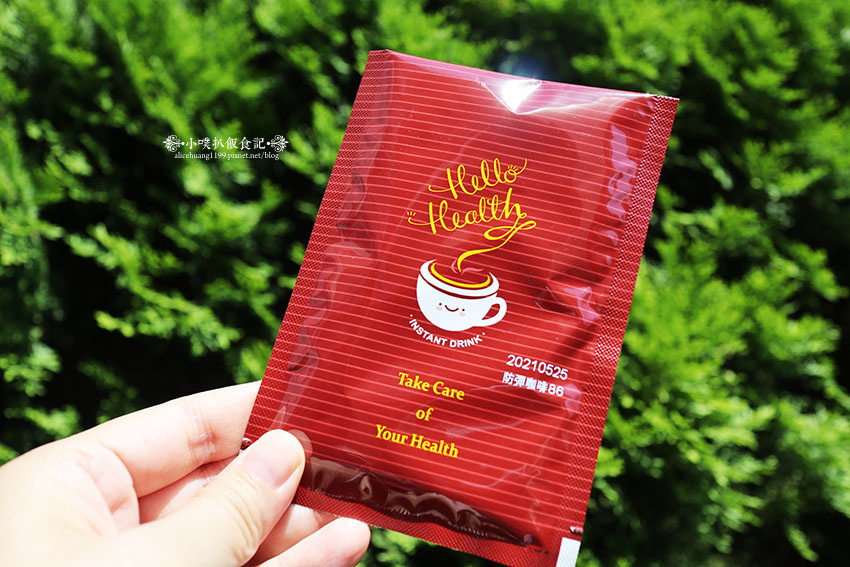 小噗扒飯食記
alicehuang1199.pixnet.net/blog
Hello
Health
INSTANT DRINK
20210525
防彈咖啡86
Take Care
of
Your Health